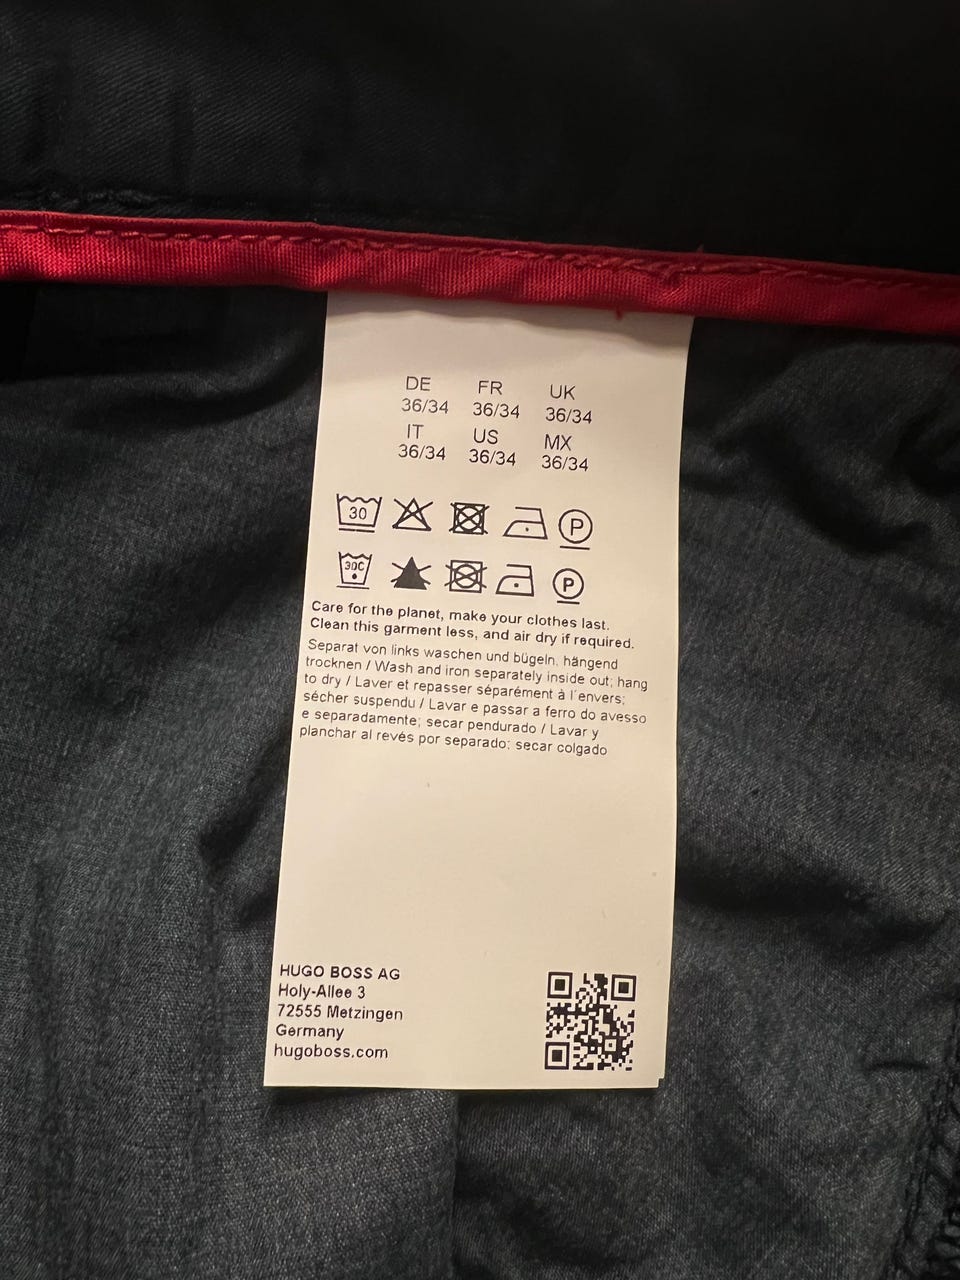 DE FR UK
36/34 36/34 36/34
IT US MX
36/34 36/34 36/34
30 P
30C P
Care for the planet, make your clothes last.
Clean this garment less, and air dry if required.
Separat von links waschen und bügeln, hängend
trocknen / Wash and iron separately inside out; hang
to dry / Laver et repasser séparément à l'envers;
sécher suspendu / Lavar e passar a ferro do avesso
e separadamente; secar pendurado / Lavar y
planchar al revés por separado; secar colgado
HUGO BOSS AG
Holy-Allee 3
72555 Metzingen
Germany
hugoboss.com